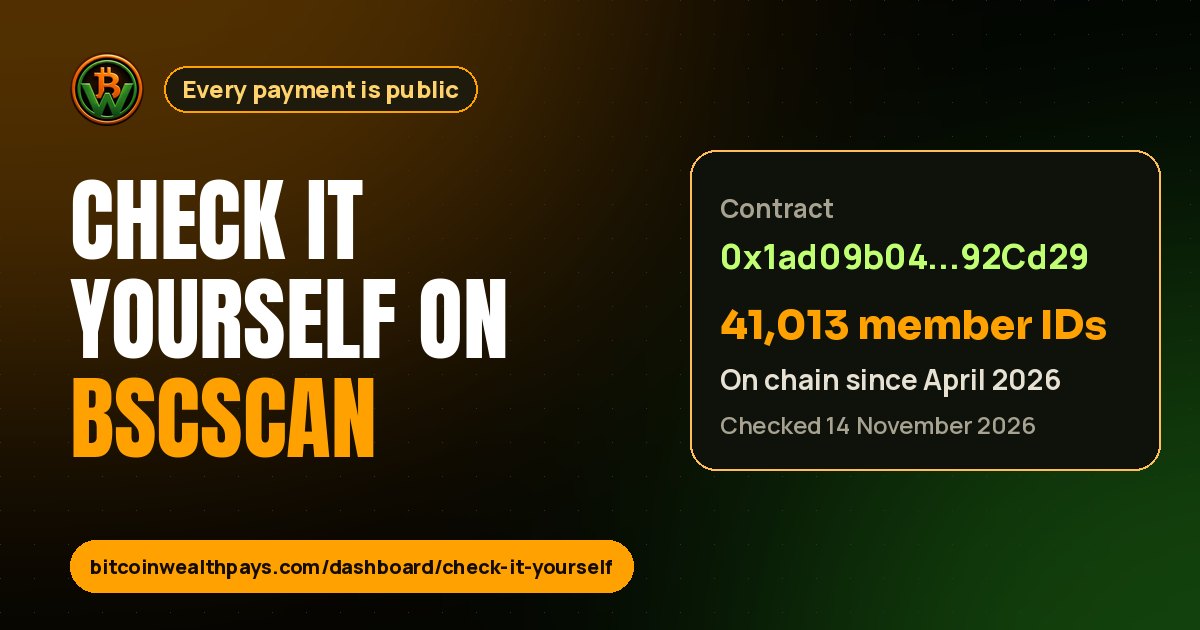 Every payment is public
CHECK IT
YOURSELF ON
BSCSCAN
bitcoinwealthpays.com/dashboard/check-it-yourself
Contract
0x1ad09b04...92Cd29
41,013 member IDs
On chain since April 2026
Checked 14 November 2026